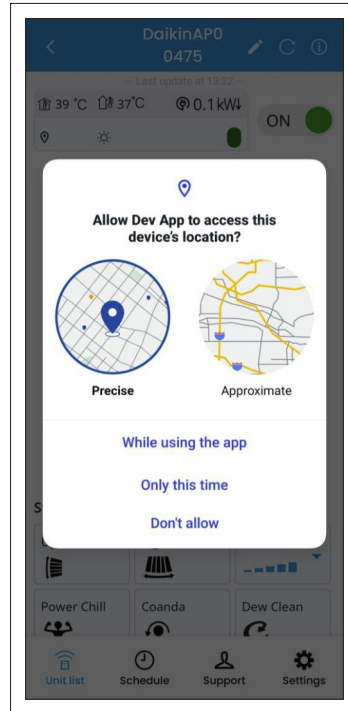 DaikinAP0
0475
— Last update at 13:22 —
39 °C 37°C 0.1 kW
ON
Allow Dev App to access this
device's location?
Precise Approximate
While using the app
Only this time
Don't allow
S
Power Chill Coanda Dew Clean
Unit list Schedule Support Settings